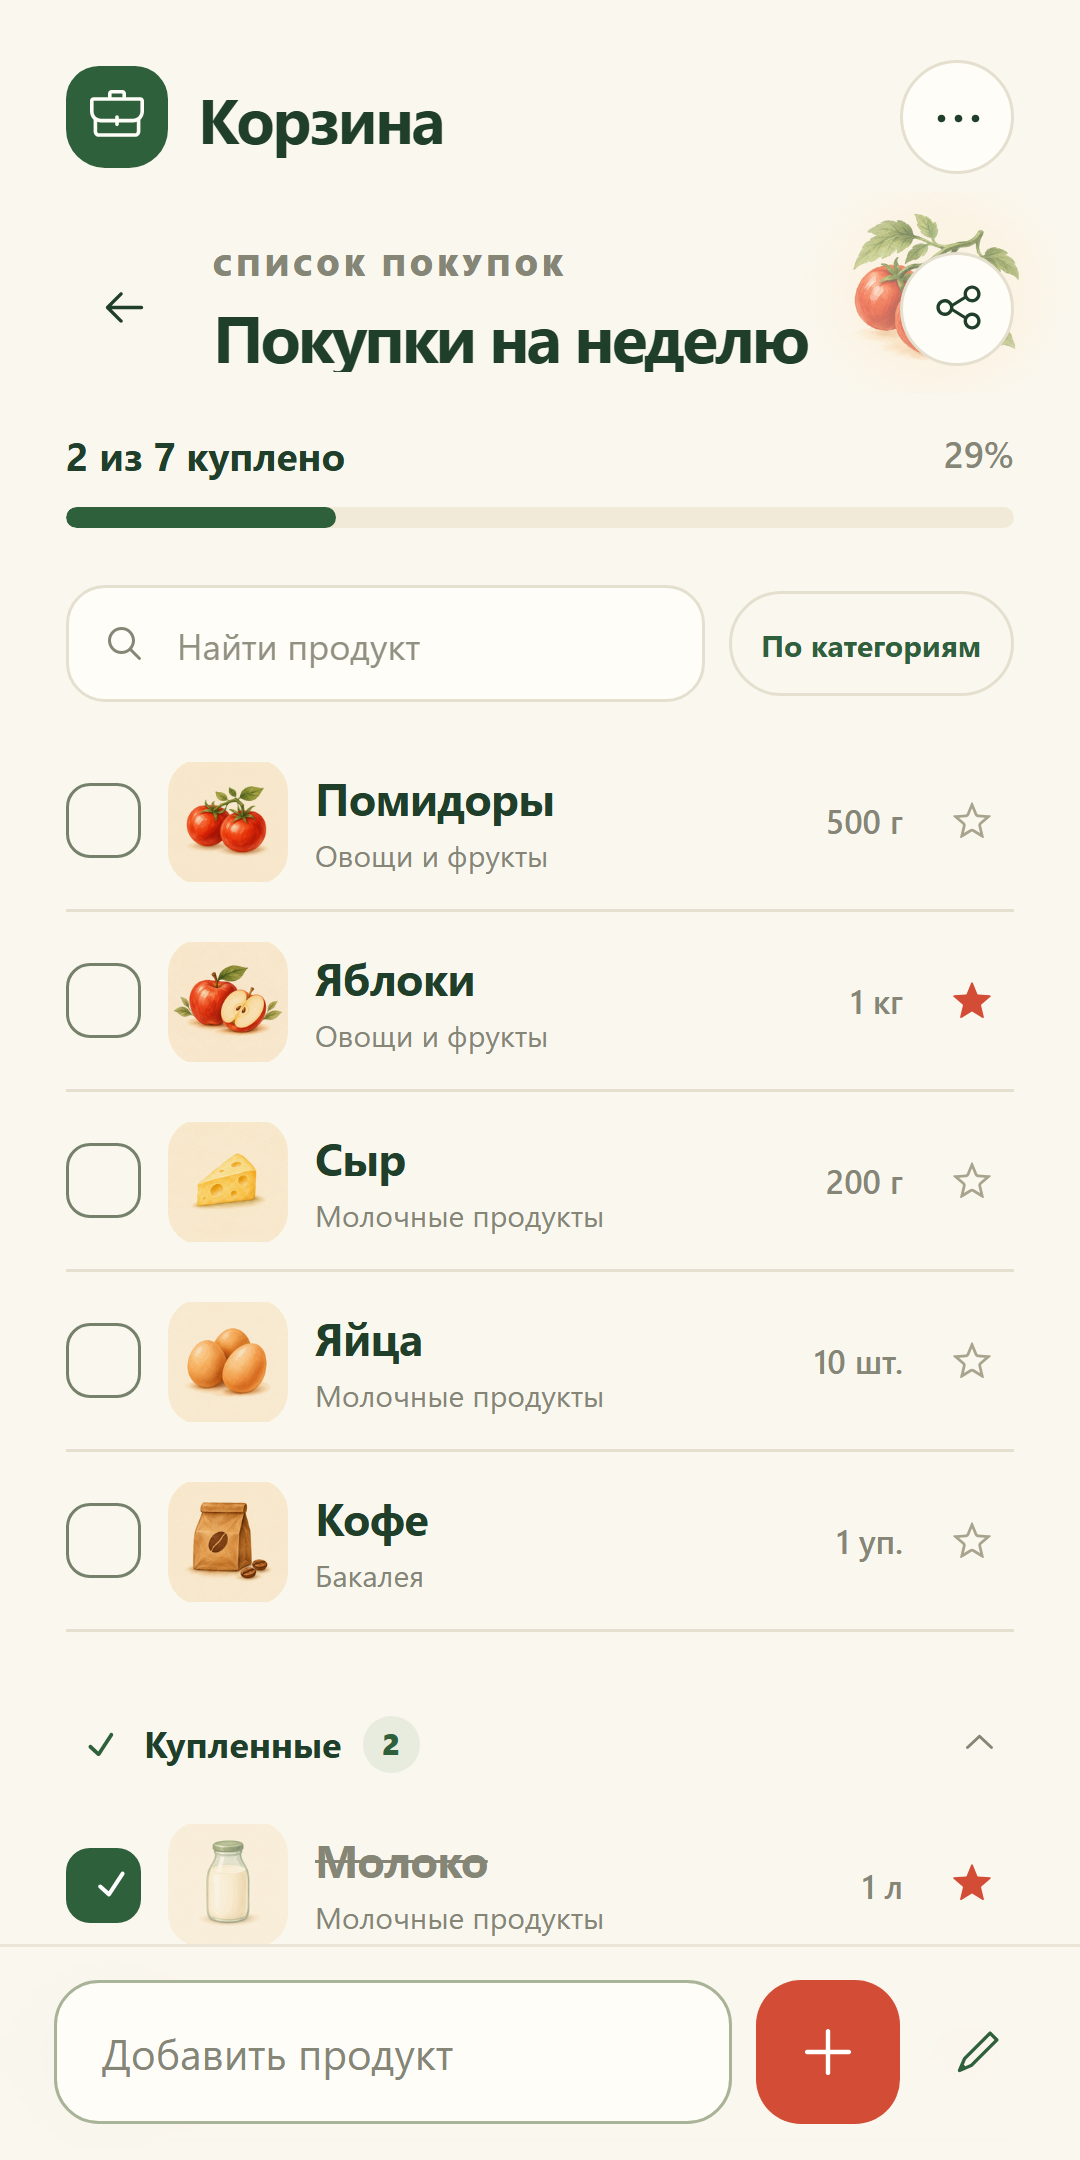 Корзина
СПИСОК ПОКУПОК
Покупки на неделю
2 из 7 куплено
29%
Найти продукт
По категориям
Помидоры
Овощи и фрукты
500 г
Яблоки
Овощи и фрукты
1 кг
Сыр
Молочные продукты
200 г
Яйца
Молочные продукты
10 шт.
Кофе
Бакалея
1 уп.
Купленные
2
Молоко
Молочные продукты
1 л
Добавить продукт